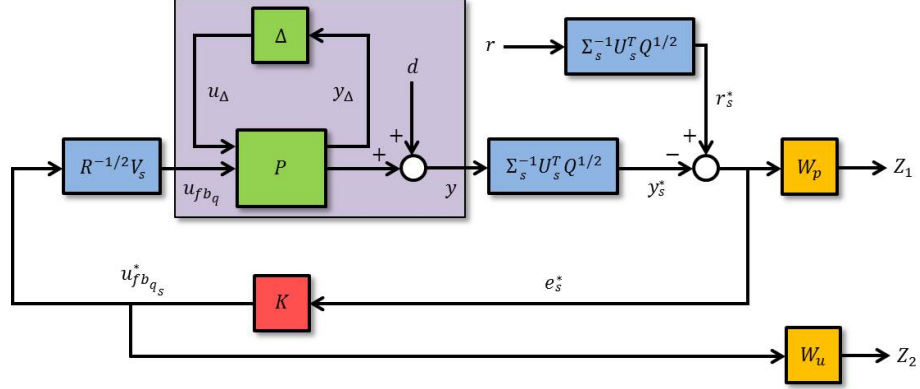 Δ
r
Σ_s^{-1} U_s^T Q^{1/2}
d
u_Δ
y_Δ
r_s^*
+
+
R^{-1/2} V_s
P
+
−
Σ_s^{-1} U_s^T Q^{1/2}
W_p
Z_1
u_{fb_q}
y
y_s^*
u_{fb_{q_s}}^*
e_s^*
K
W_u
Z_2